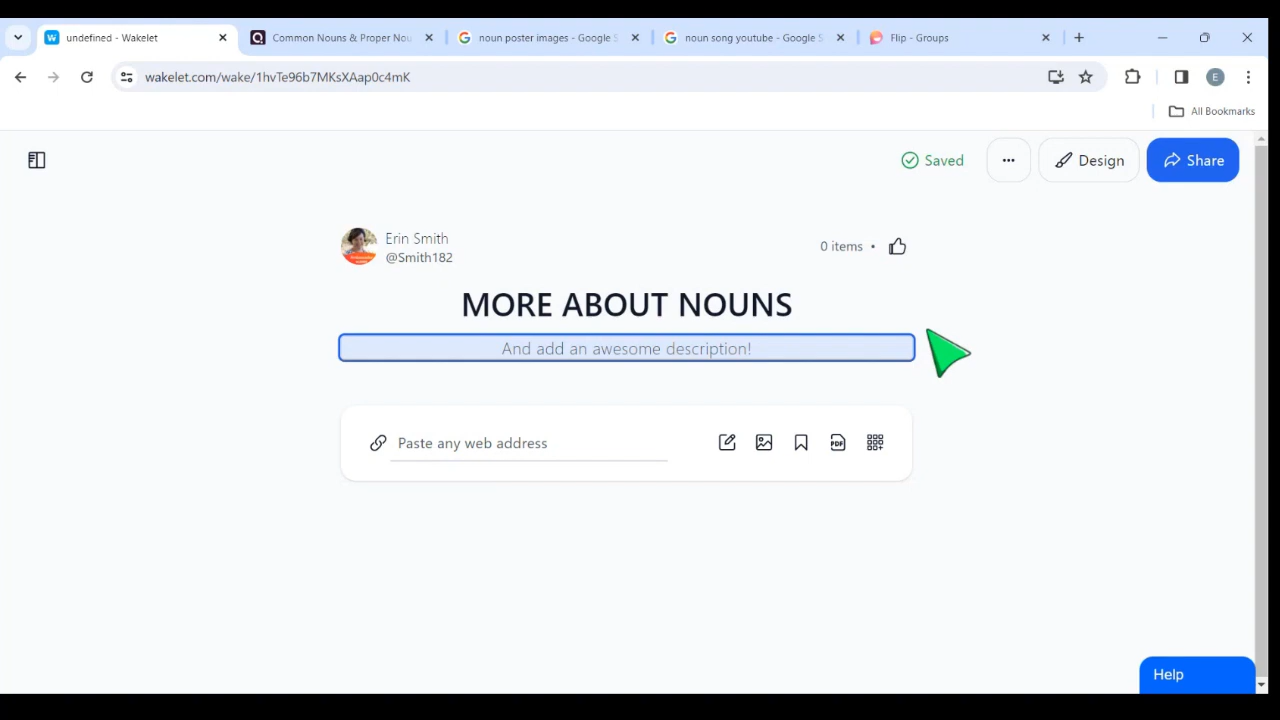 undefined - Wakelet
Common Nouns & Proper Nou
noun poster images - Google S
noun song youtube - Google S
Flip - Groups
wakelet.com/wake/1hvTe96b7MKsXAap0c4mK
E
All Bookmarks
Saved
Design
Share
Erin Smith
@Smith182
0 items •
MORE ABOUT NOUNS
And add an awesome description!
Paste any web address
PDF
Help